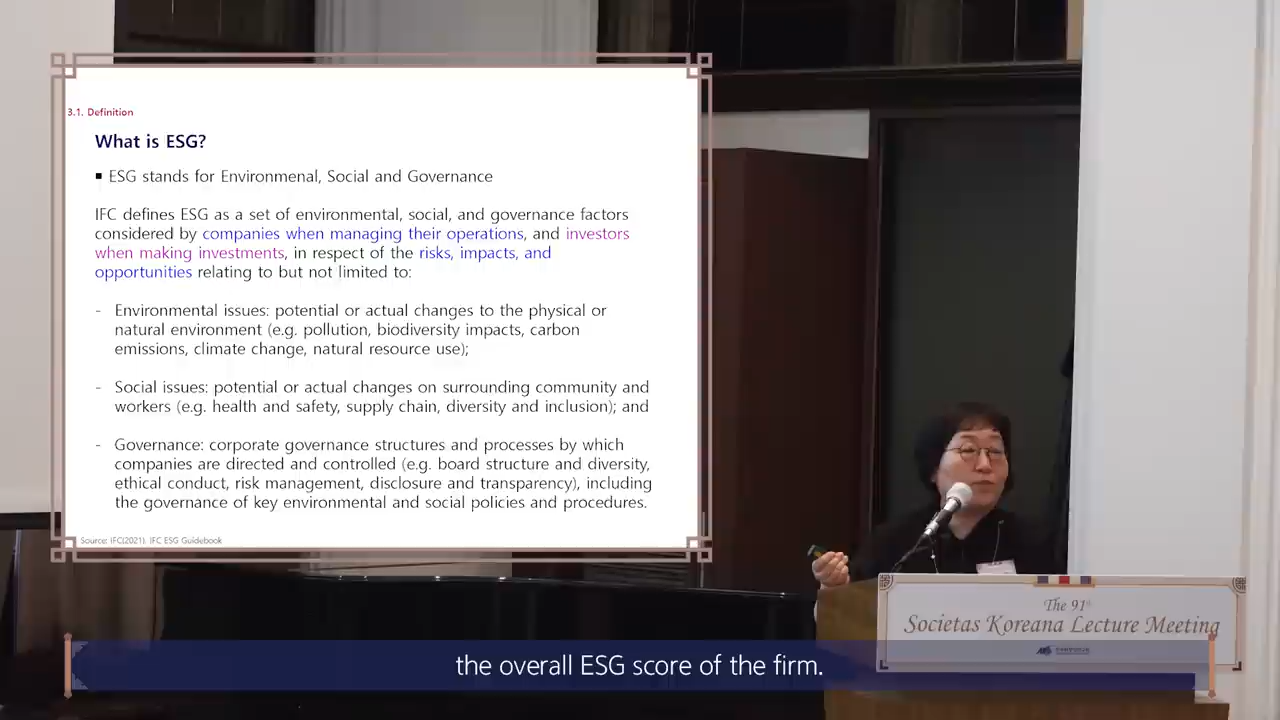 3.1. Definition
What is ESG?
▪ ESG stands for Environmenal, Social and Governance
IFC defines ESG as a set of environmental, social, and governance factors
considered by companies when managing their operations, and investors
when making investments, in respect of the risks, impacts, and
opportunities relating to but not limited to:
- Environmental issues: potential or actual changes to the physical or
natural environment (e.g. pollution, biodiversity impacts, carbon
emissions, climate change, natural resource use);
- Social issues: potential or actual changes on surrounding community and
workers (e.g. health and safety, supply chain, diversity and inclusion); and
- Governance: corporate governance structures and processes by which
companies are directed and controlled (e.g. board structure and diversity,
ethical conduct, risk management, disclosure and transparency), including
the governance of key environmental and social policies and procedures.
Source: IFC(2021). IFC ESG Guidebook
The 91st
Societas Koreana Lecture Meeting
the overall ESG score of the firm.